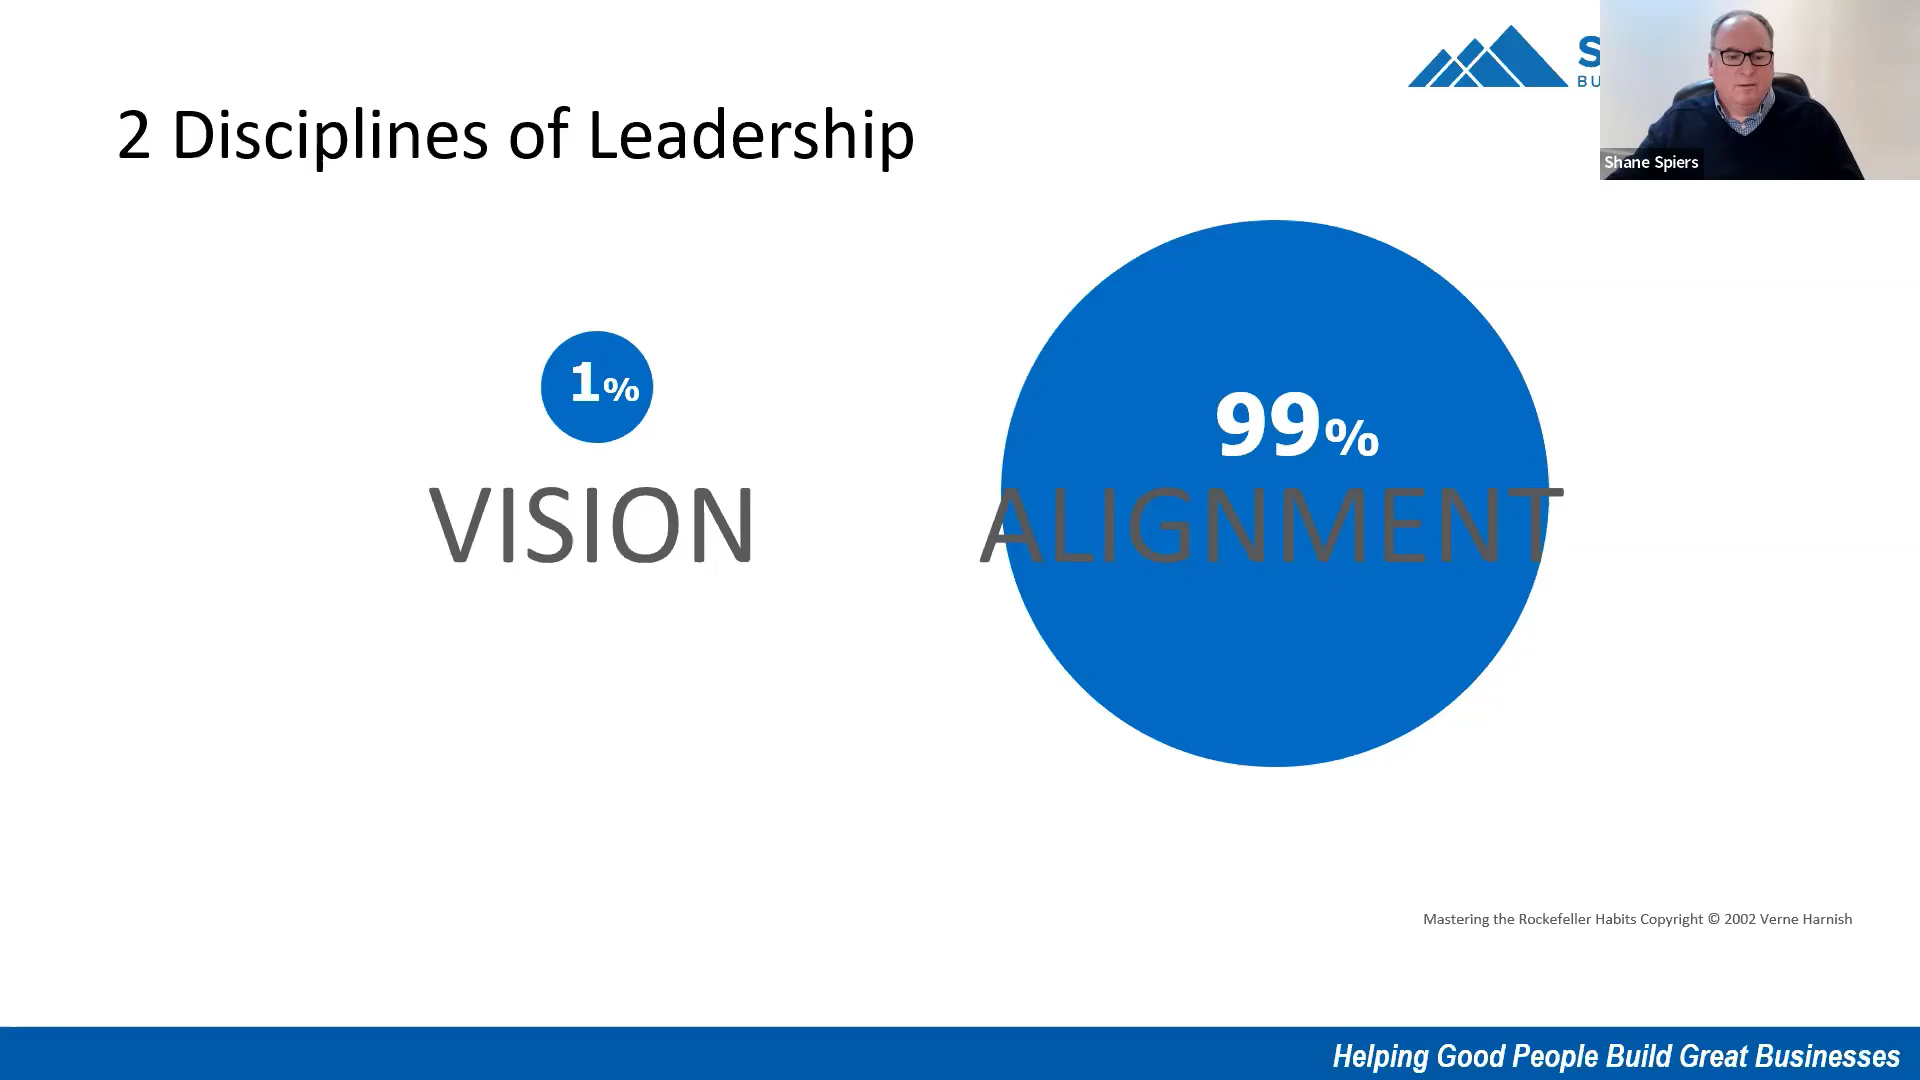 2 Disciplines of Leadership
Shane Spiers
1%
99%
VISION
ALIGNMENT
Mastering the Rockefeller Habits Copyright © 2002 Verne Harnish
Helping Good People Build Great Businesses